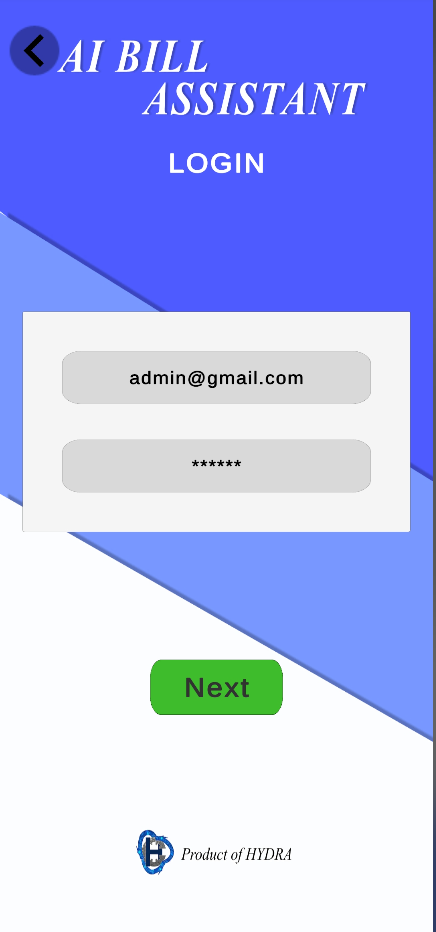 AI BILL
ASSISTANT
LOGIN
admin@gmail.com
******
Next
Product of HYDRA